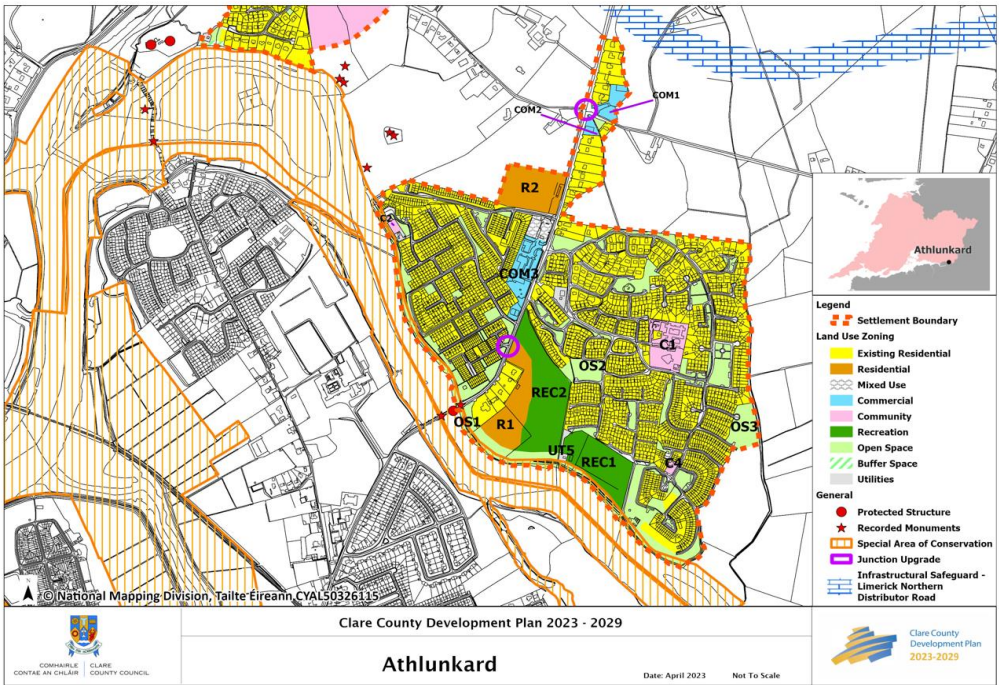 COM1
COM2
R2
C2
COM3
C1
OS2
REC2
OS1
R1
OS3
UT5
REC1
C4
© National Mapping Division, Tailte Éireann CYAL50326115
Athlunkard
Legend
Settlement Boundary
Land Use Zoning
Existing Residential
Residential
Mixed Use
Commercial
Community
Recreation
Open Space
Buffer Space
Utilities
General
Protected Structure
Recorded Monuments
Special Area of Conservation
Junction Upgrade
Infrastructural Safeguard -
Limerick Northern
Distributor Road
COMHAIRLE
CONTAE AN CHLÁIR
CLARE
COUNTY COUNCIL
Clare County Development Plan 2023 - 2029
Athlunkard
Date: April 2023
Not To Scale
Clare County
Development Plan
2023-2029